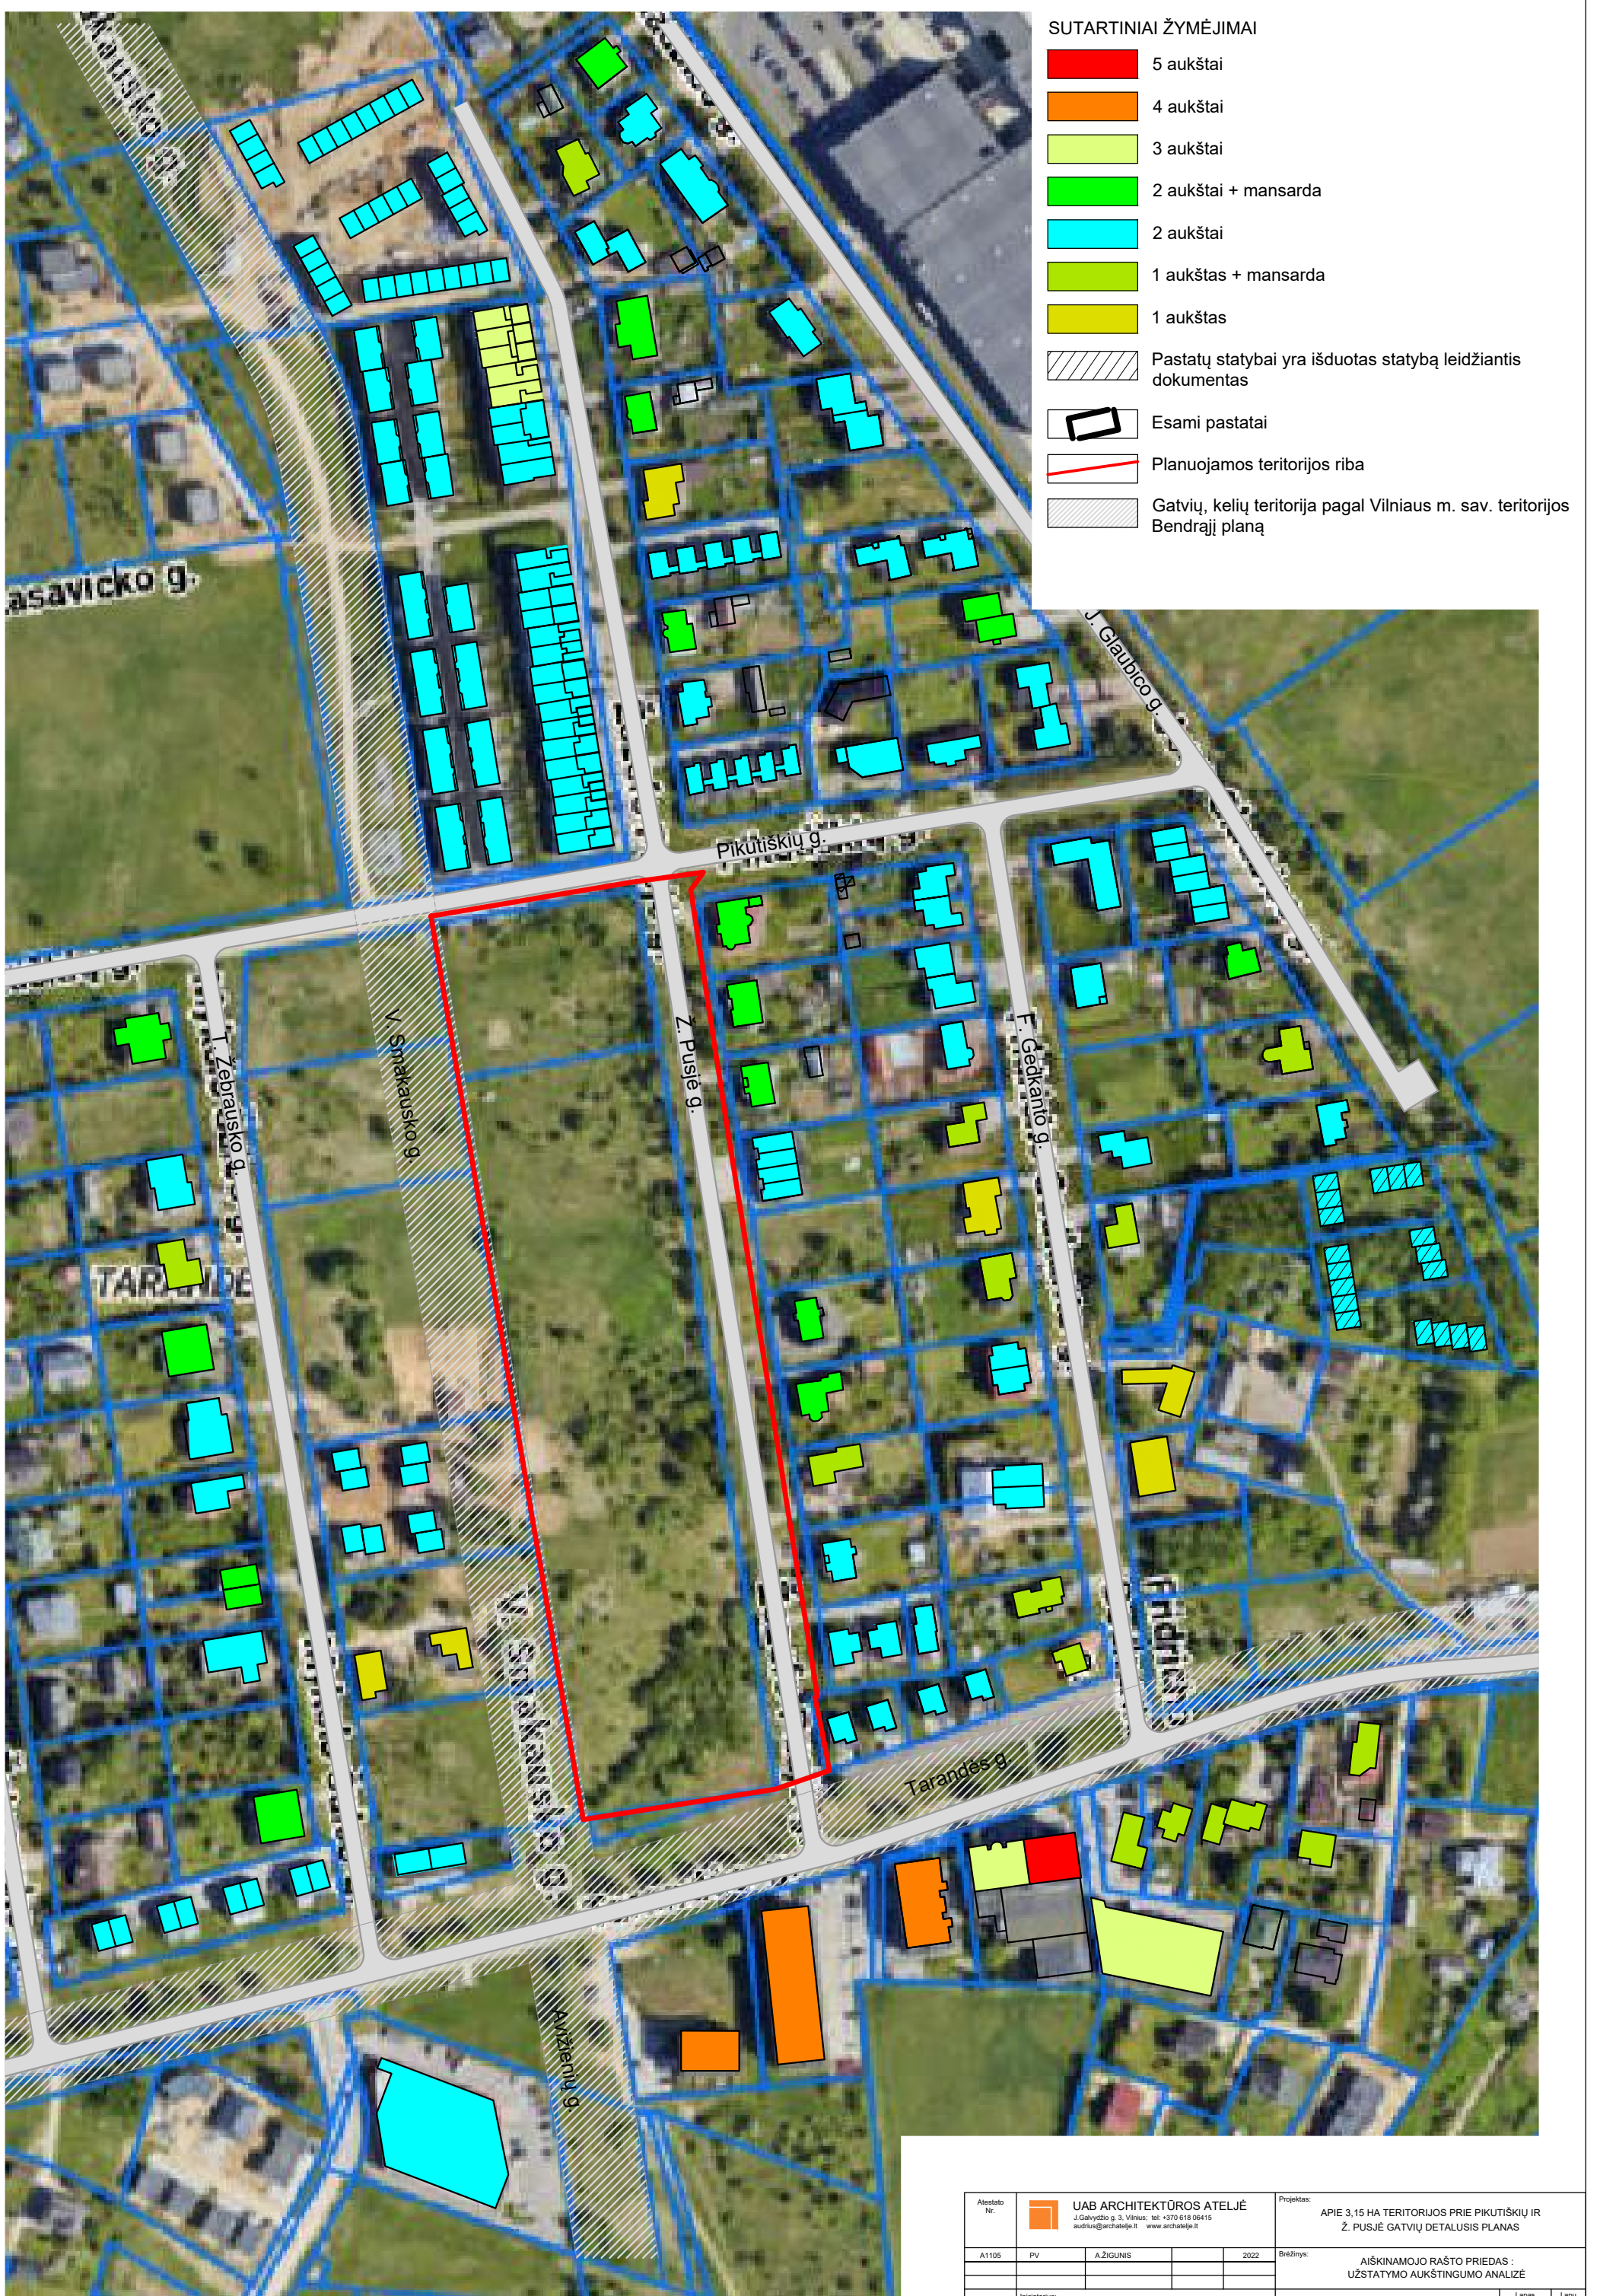 SUTARTINIAI ŽYMĖJIMAI
5 aukštai
4 aukštai
3 aukštai
2 aukštai + mansarda
2 aukštai
1 aukštas + mansarda
1 aukštas
Pastatų statybai yra išduotas statybą leidžiantis
dokumentas
Esami pastatai
Planuojamos teritorijos riba
Gatvių, kelių teritorija pagal Vilniaus m. sav. teritorijos
Bendrąjį planą
asavicko g.
J. Glaubico g.
Pikutiškių g.
V. Smakausko g.
Ž. Pusjė g.
F. Gedkanto g.
T. Žebrausko g.
TARANDĖ
V. Smakausko g.
Tarandės g.
Avižienių g.
Atestato
Nr.
UAB ARCHITEKTŪROS ATELJĖ
J.Galvydžio g. 3, Vilnius; tel: +370 618 06415
audrius@archatelje.lt www.archatelje.lt
Projektas:
APIE 3,15 HA TERITORIJOS PRIE PIKUTIŠKIŲ IR
Ž. PUSJĖ GATVIŲ DETALUSIS PLANAS
A1105 PV A.ŽIGUNIS 2022
Brėžinys:
AIŠKINAMOJO RAŠTO PRIEDAS :
UŽSTATYMO AUKŠTINGUMO ANALIZĖ